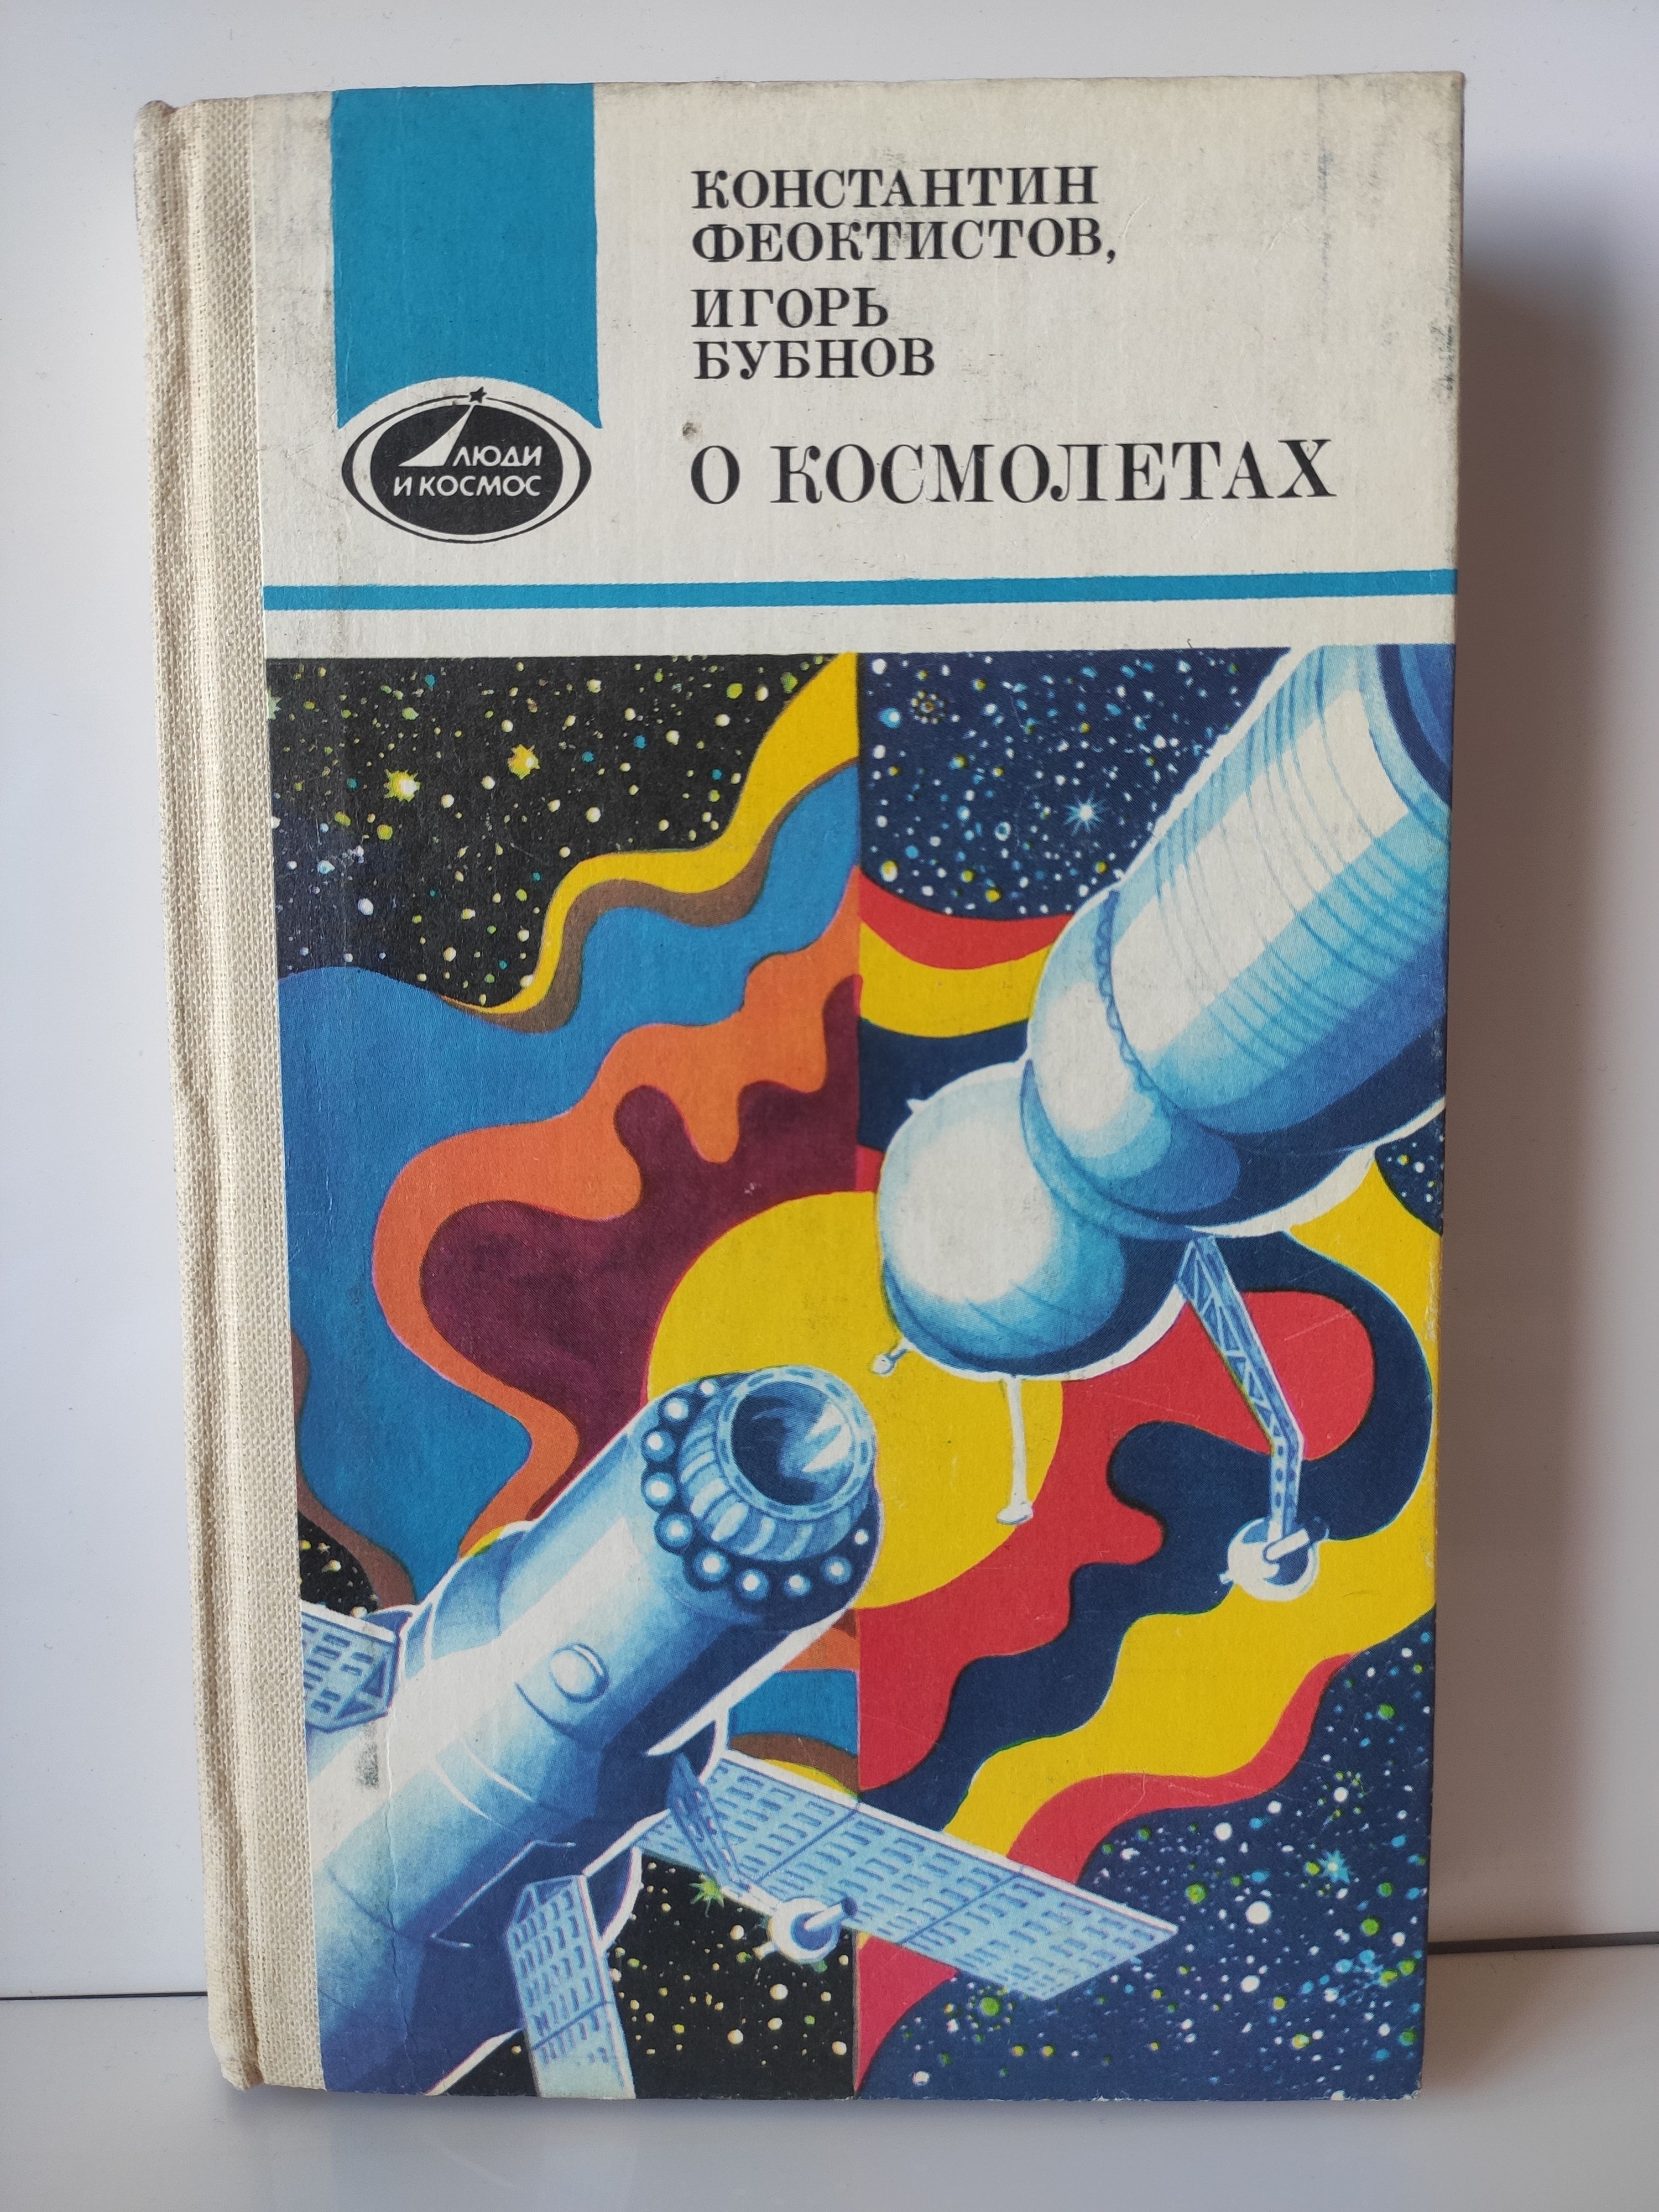 КОНСТАНТИН
ФЕОКТИСТОВ,
ИГОРЬ
БУБНОВ
О КОСМОЛЕТАХ
ЛЮДИ
И КОСМОС